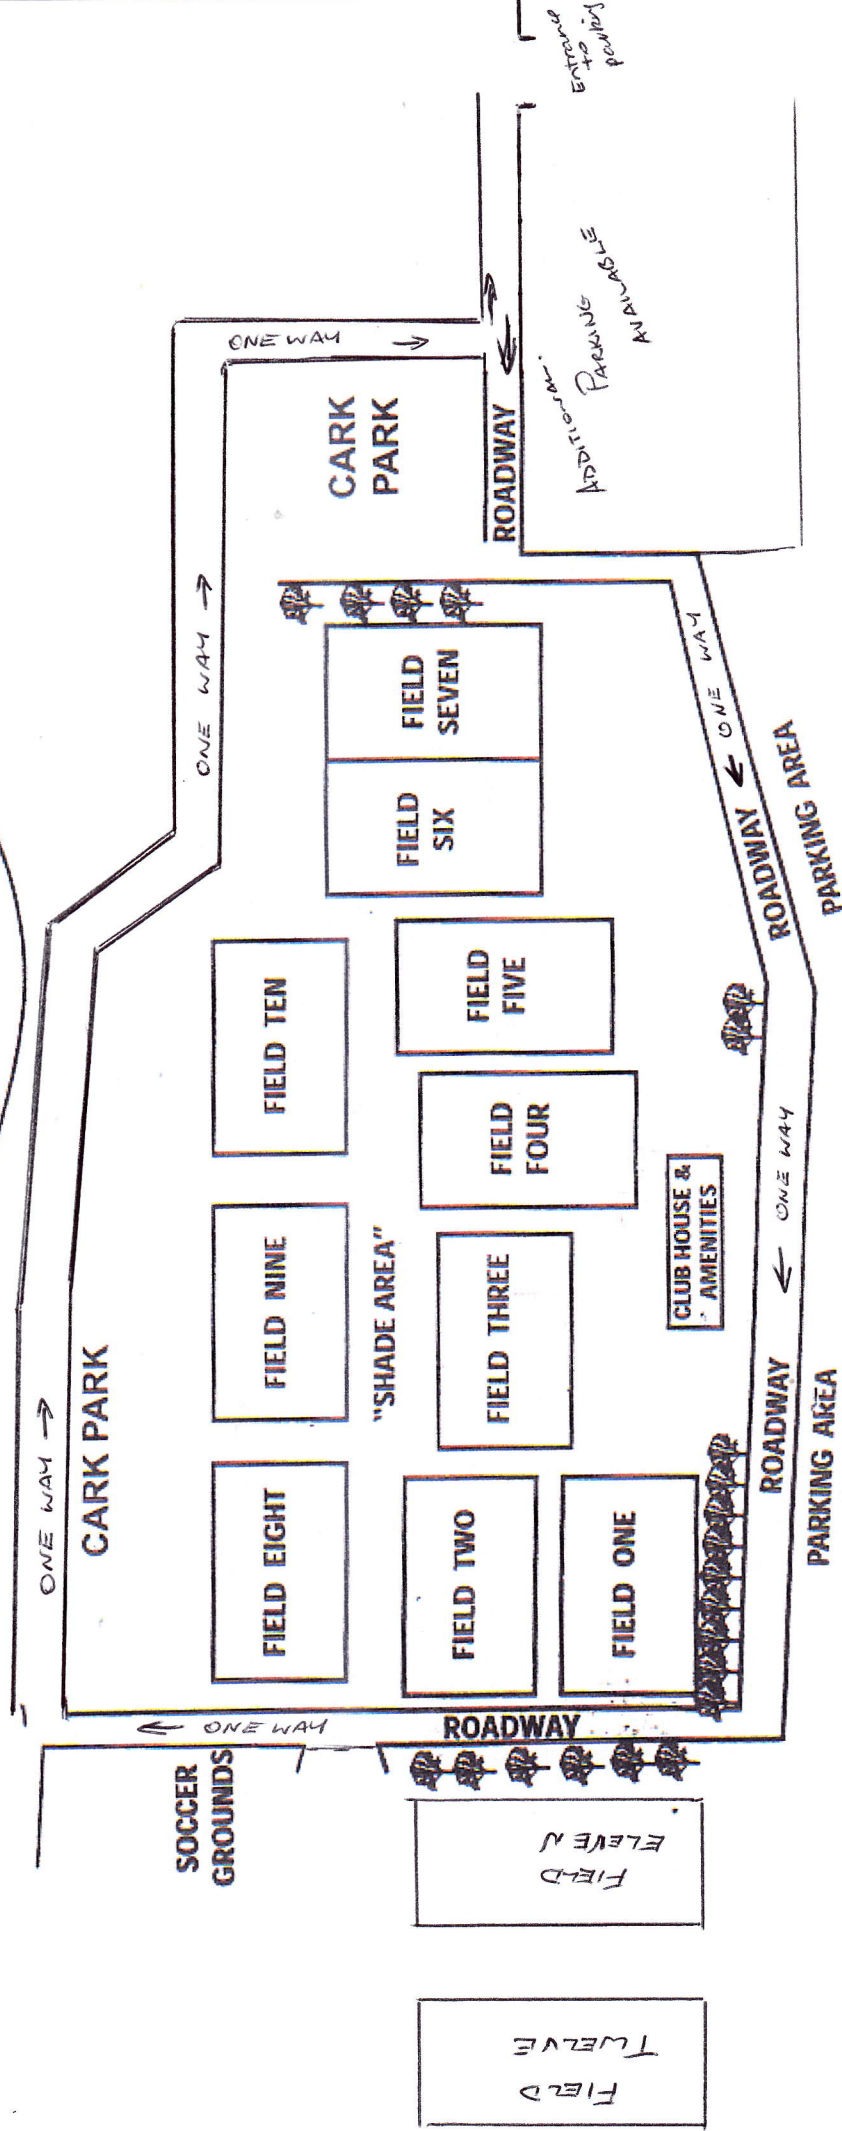 Entrance
to
parking
ADDITIONAL
PARKING
AVAILABLE
ONE WAY
CARK
PARK
ROADWAY
ONE WAY
FIELD
SEVEN
FIELD
SIX
ONE WAY
ROADWAY
PARKING AREA
FIELD TEN
FIELD
FIVE
FIELD
FOUR
FIELD NINE
"SHADE AREA"
FIELD THREE
CLUB HOUSE &
AMENITIES
ONE WAY
ONE WAY
CARK PARK
FIELD EIGHT
FIELD TWO
FIELD ONE
ROADWAY
PARKING AREA
ONE WAY
ROADWAY
SOCCER
GROUNDS
FIELD
ELEVEN
FIELD
TWELVE